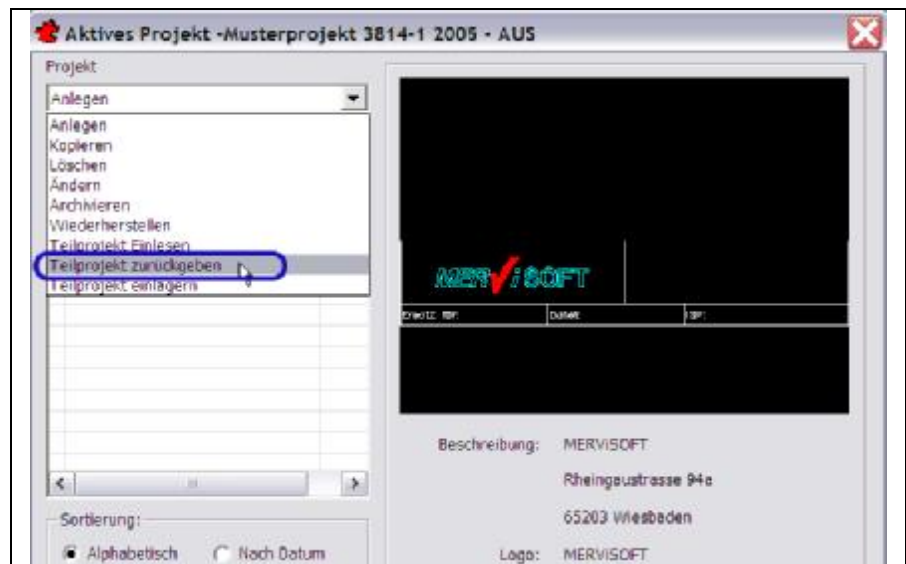 Aktives Projekt -Musterprojekt 3814-1 2005 - AUS
Projekt
Anlegen
Anlegen
Kopieren
Löschen
Ändern
Archivieren
Wiederherstellen
Teilprojekt Einlesen
Teilprojekt zurückgeben
Teilprojekt einlagern
MERViSOFT
Beschreibung: MERViSOFT
Rheingaustrasse 94a
65203 Wiesbaden
Sortierung:
Alphabetisch Nach Datum
Logo: MERViSOFT